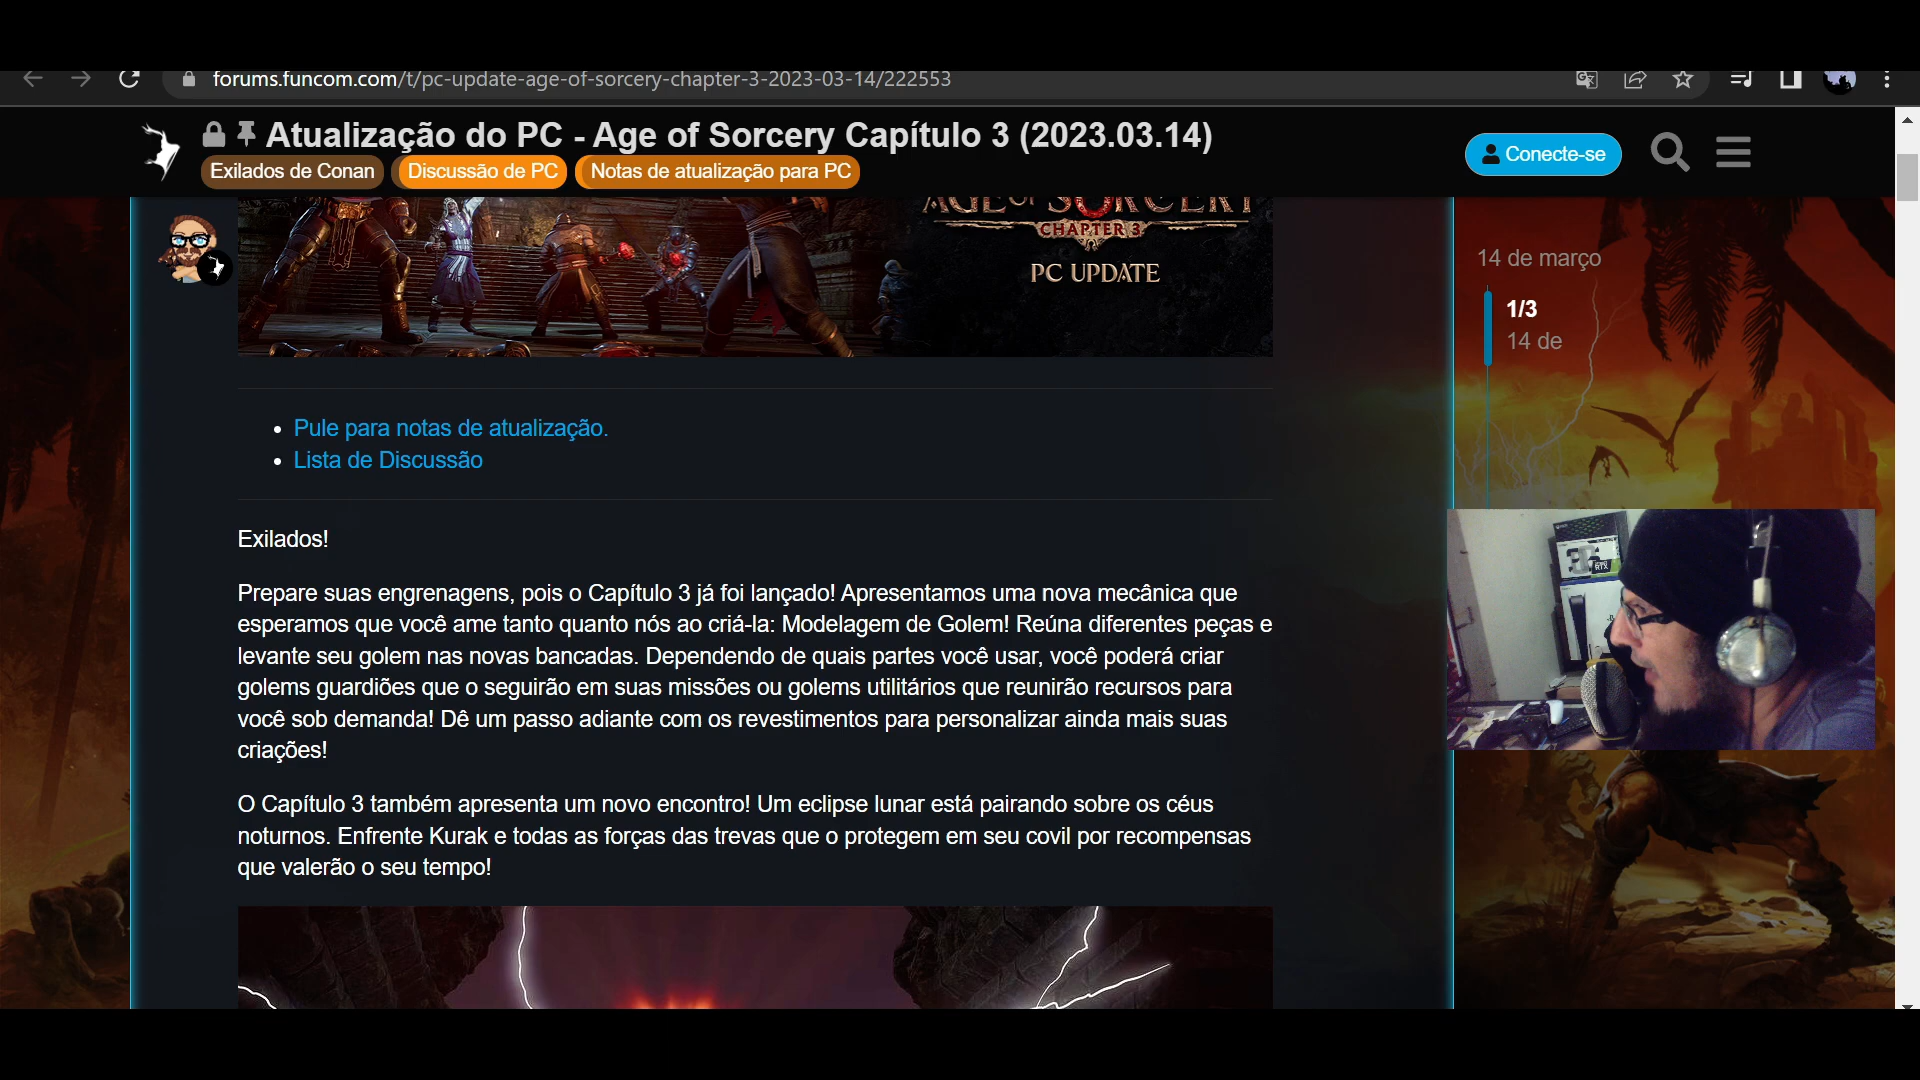 forums.funcom.com/t/pc-update-age-of-sorcery-chapter-3-2023-03-14/222553
Atualização do PC - Age of Sorcery Capítulo 3 (2023.03.14)
Exilados de Conan
Discussão de PC
Notas de atualização para PC
Conecte-se
AGE OF SORCERY
CHAPTER 3
PC UPDATE
14 de março
1/3
14 de
Pule para notas de atualização.
Lista de Discussão
Exilados!
Prepare suas engrenagens, pois o Capítulo 3 já foi lançado! Apresentamos uma nova mecânica que
esperamos que você ame tanto quanto nós ao criá-la: Modelagem de Golem! Reúna diferentes peças e
levante seu golem nas novas bancadas. Dependendo de quais partes você usar, você poderá criar
golems guardiões que o seguirão em suas missões ou golems utilitários que reunirão recursos para
você sob demanda! Dê um passo adiante com os revestimentos para personalizar ainda mais suas
criações!
O Capítulo 3 também apresenta um novo encontro! Um eclipse lunar está pairando sobre os céus
noturnos. Enfrente Kurak e todas as forças das trevas que o protegem em seu covil por recompensas
que valerão o seu tempo!
RTX